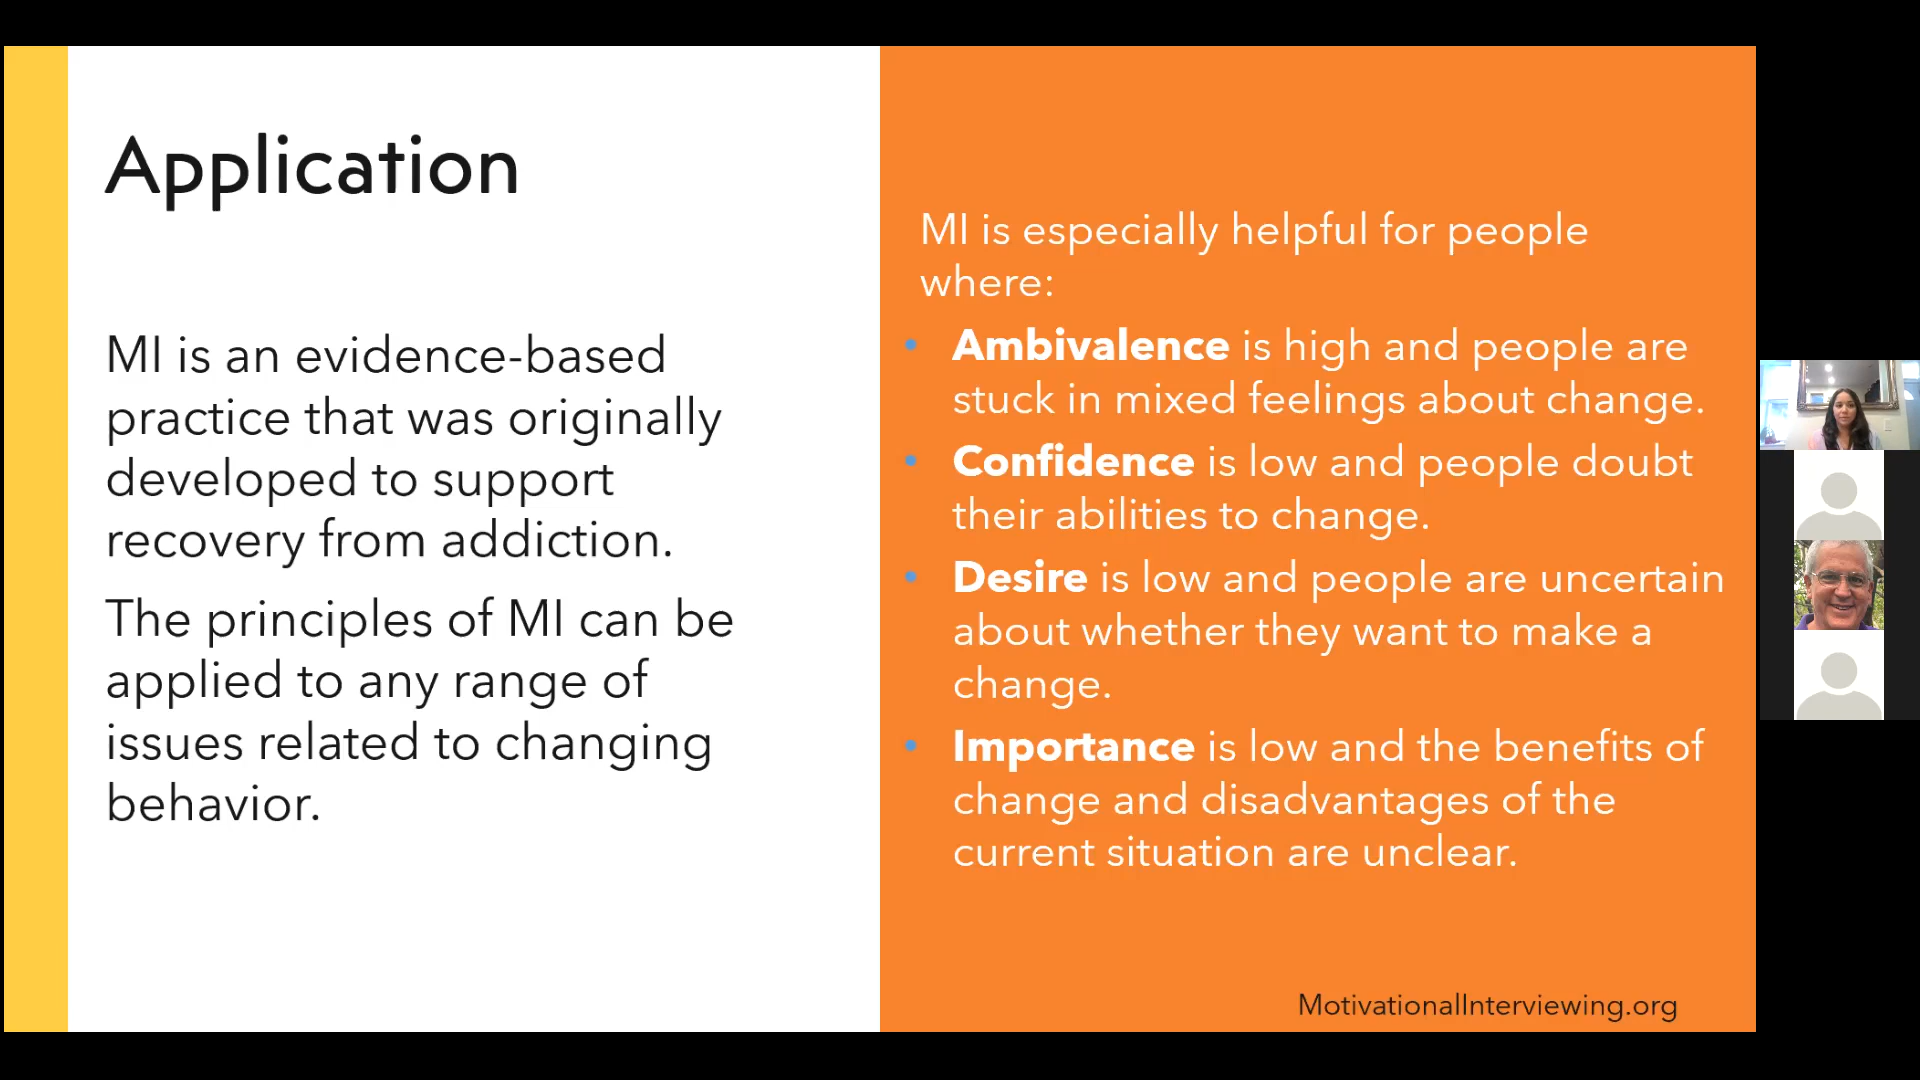 Application
MI is an evidence-based
practice that was originally
developed to support
recovery from addiction.
The principles of MI can be
applied to any range of
issues related to changing
behavior.
MI is especially helpful for people
where:
• Ambivalence is high and people are
stuck in mixed feelings about change.
• Confidence is low and people doubt
their abilities to change.
• Desire is low and people are uncertain
about whether they want to make a
change.
• Importance is low and the benefits of
change and disadvantages of the
current situation are unclear.
MotivationalInterviewing.org